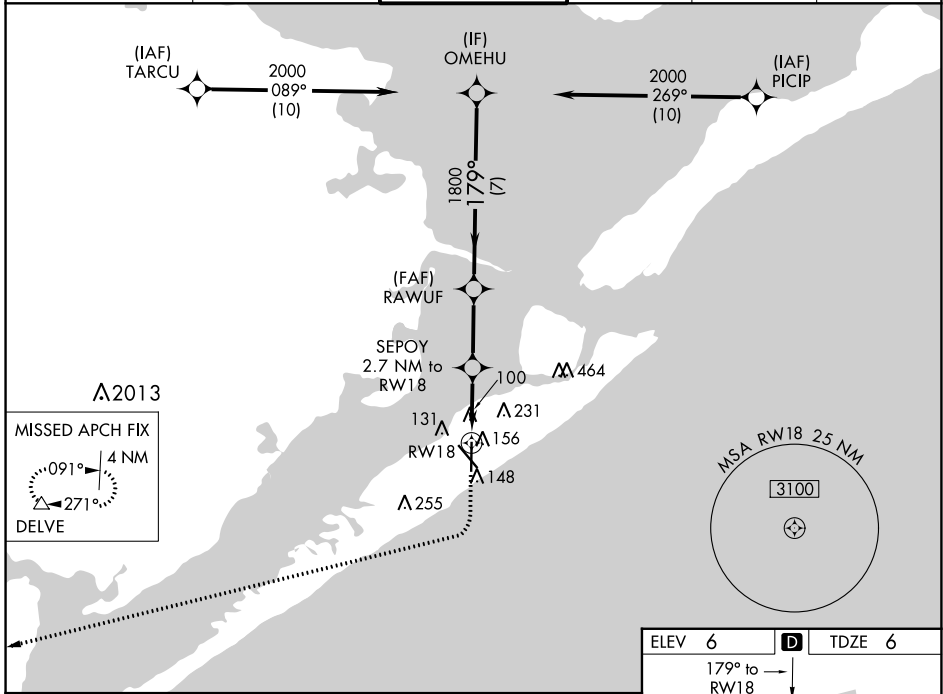 (IAF)
TARCU
2000
089°
(10)
(IF)
OMEHU
2000
269°
(10)
(IAF)
PICIP
1800
179°
(7)
(FAF)
RAWUF
SEPOY
2.7 NM to
RW18
100
464
231
131
156
RW18
148
255
2013
MISSED APCH FIX
4 NM
091°
271°
DELVE
MSA RW18 25 NM
3100
ELEV 6 D TDZE 6
179° to
RW18